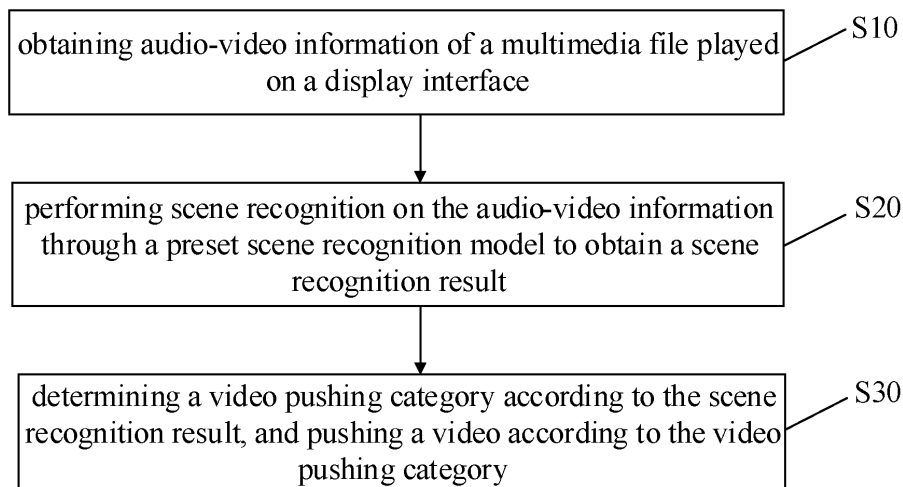 obtaining audio-video information of a multimedia file played
on a display interface
S10
performing scene recognition on the audio-video information
through a preset scene recognition model to obtain a scene
recognition result
S20
determining a video pushing category according to the scene
recognition result, and pushing a video according to the video
pushing category
S30